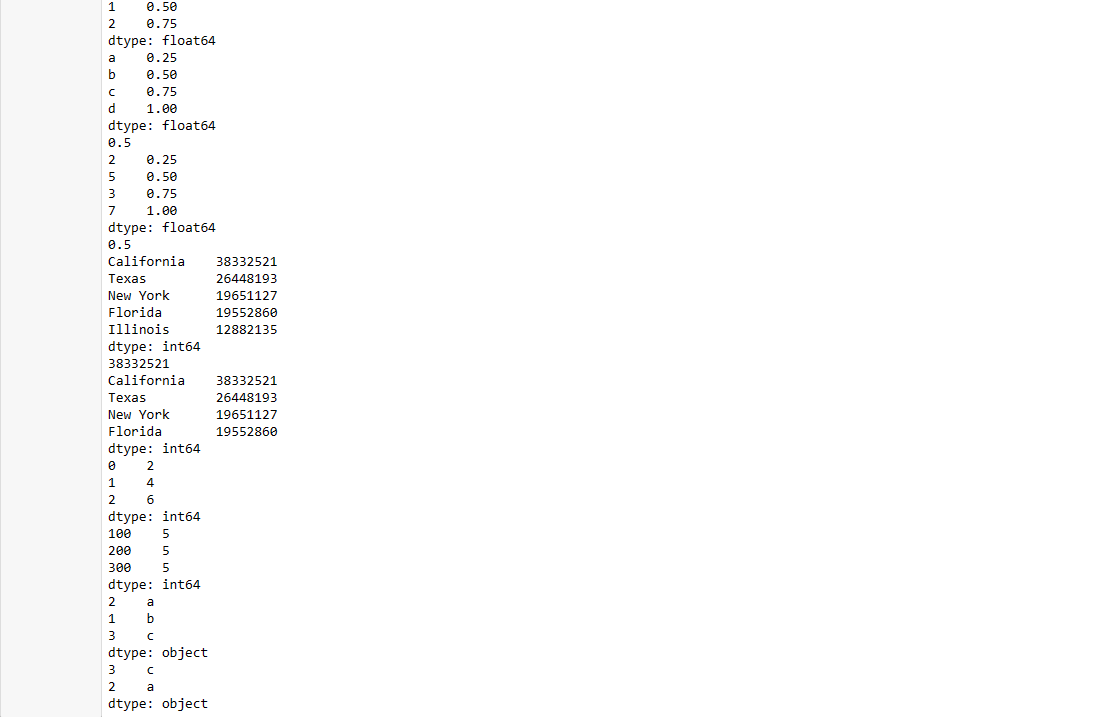 1    0.50
2    0.75
dtype: float64
a    0.25
b    0.50
c    0.75
d    1.00
dtype: float64
0.5
2    0.25
5    0.50
3    0.75
7    1.00
dtype: float64
0.5
California    38332521
Texas         26448193
New York      19651127
Florida       19552860
Illinois      12882135
dtype: int64
38332521
California    38332521
Texas         26448193
New York      19651127
Florida       19552860
dtype: int64
0    2
1    4
2    6
dtype: int64
100    5
200    5
300    5
dtype: int64
2    a
1    b
3    c
dtype: object
3    c
2    a
dtype: object